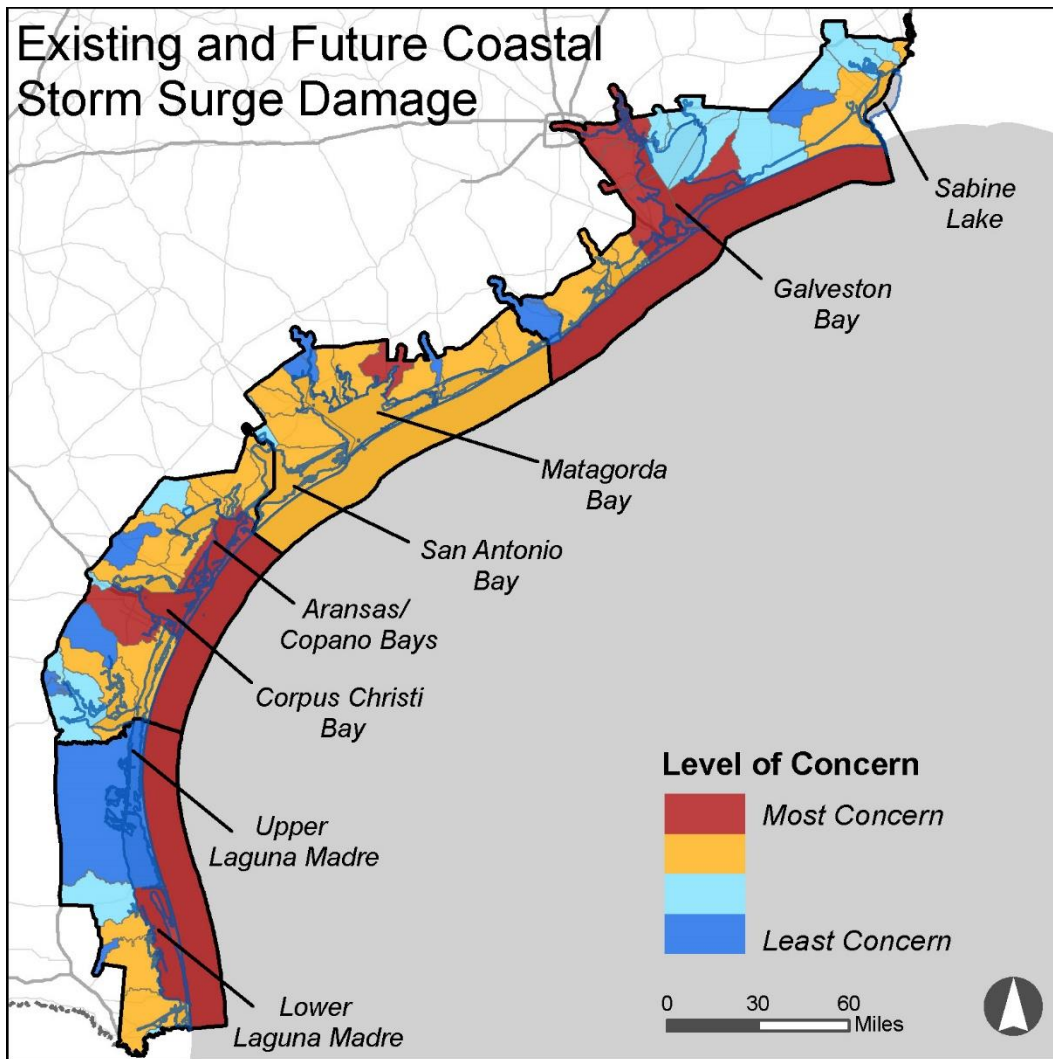 Existing and Future Coastal
Storm Surge Damage
Sabine
Lake
Galveston
Bay
Matagorda
Bay
San Antonio
Bay
Aransas/
Copano Bays
Corpus Christi
Bay
Upper
Laguna Madre
Lower
Laguna Madre
Level of Concern
Most Concern
Least Concern
0 30 60
Miles